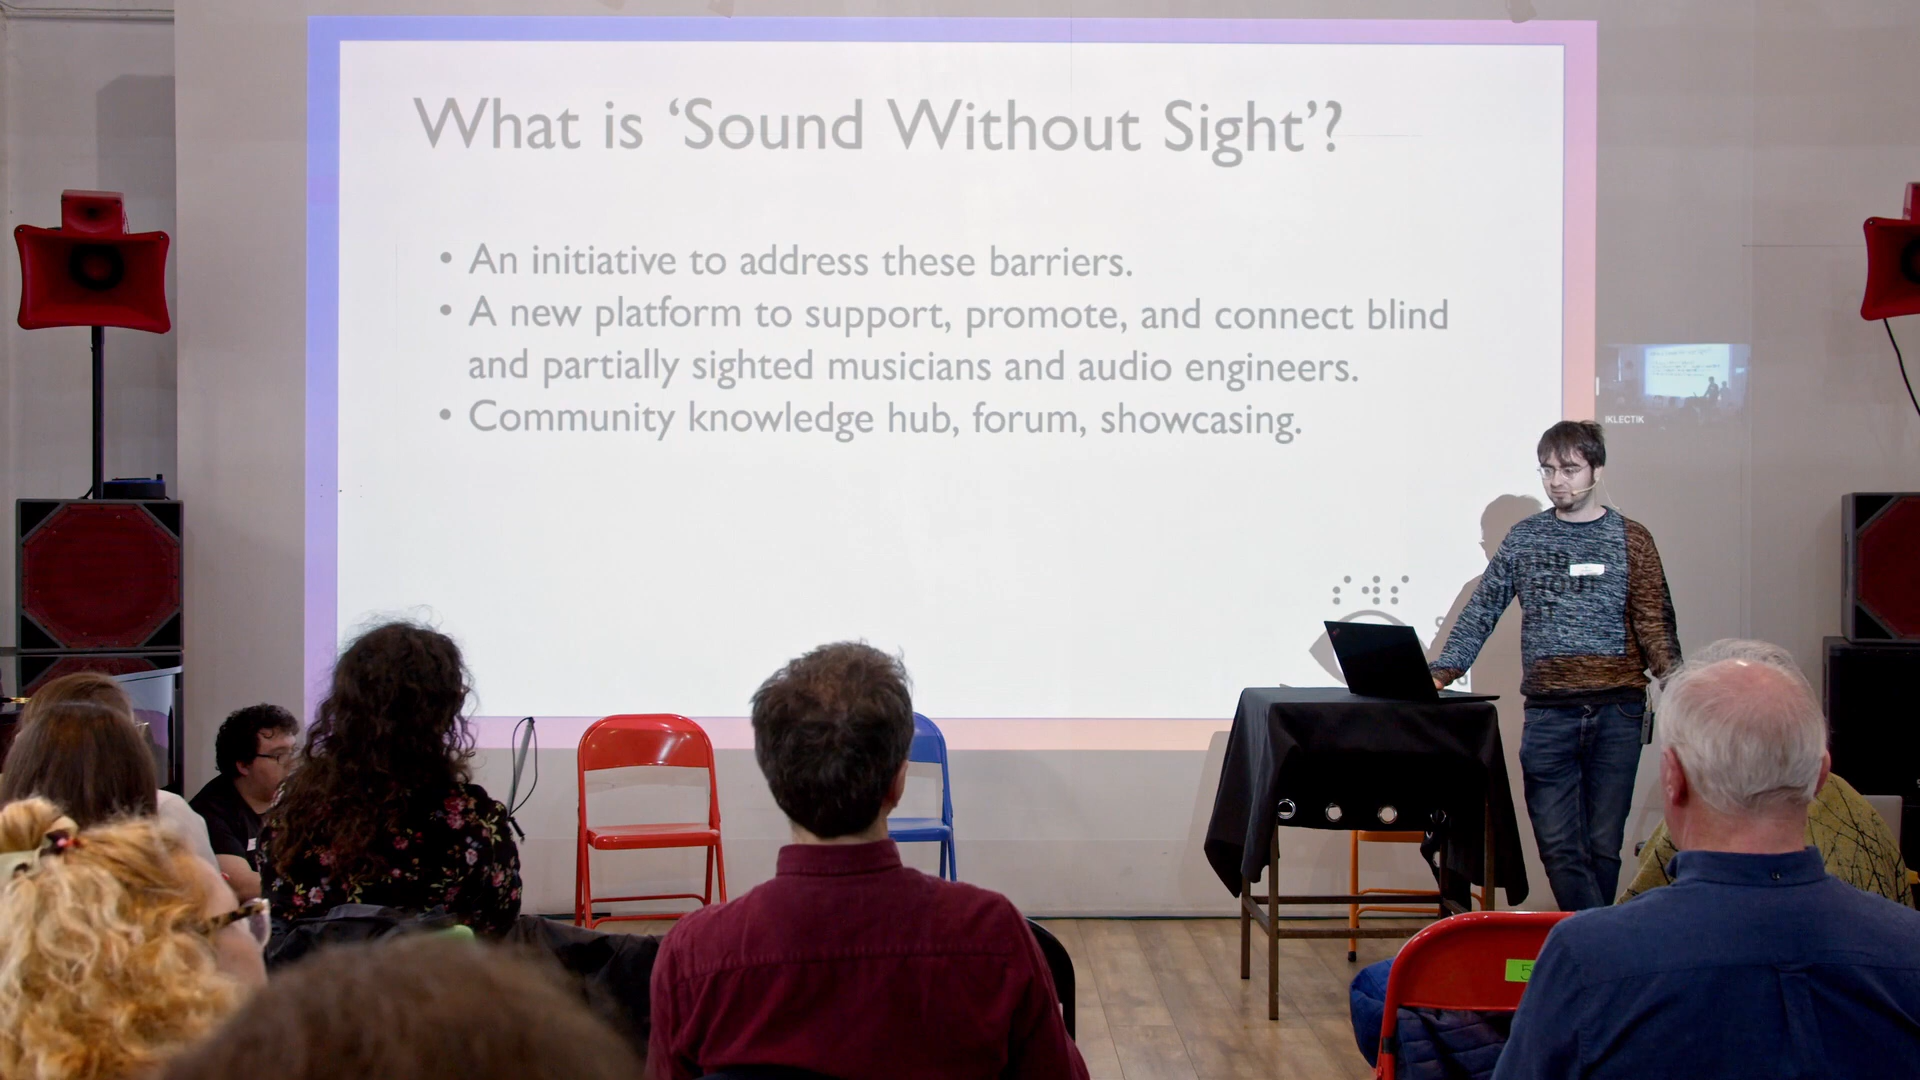 What is ‘Sound Without Sight’?
• An initiative to address these barriers.
• A new platform to support, promote, and connect blind
and partially sighted musicians and audio engineers.
• Community knowledge hub, forum, showcasing.
IKLECTIK